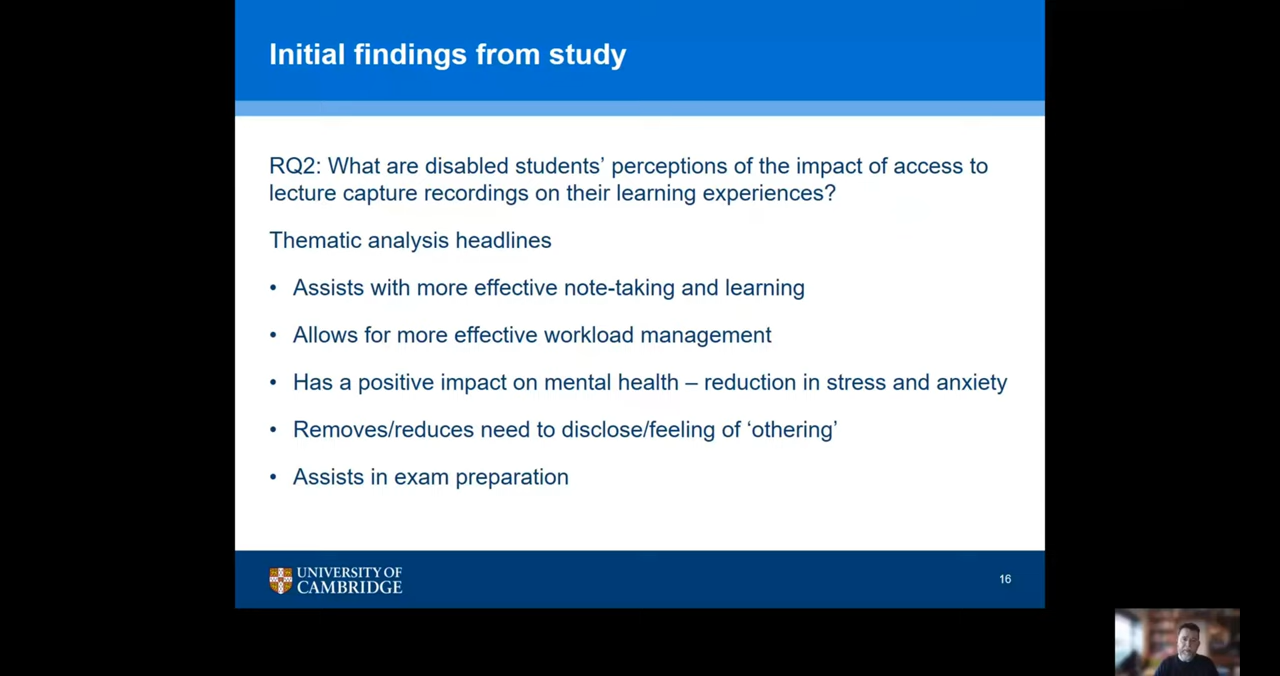 Initial findings from study
RQ2: What are disabled students’ perceptions of the impact of access to
lecture capture recordings on their learning experiences?
Thematic analysis headlines
• Assists with more effective note-taking and learning
• Allows for more effective workload management
• Has a positive impact on mental health – reduction in stress and anxiety
• Removes/reduces need to disclose/feeling of ‘othering’
• Assists in exam preparation
UNIVERSITY OF
CAMBRIDGE
16